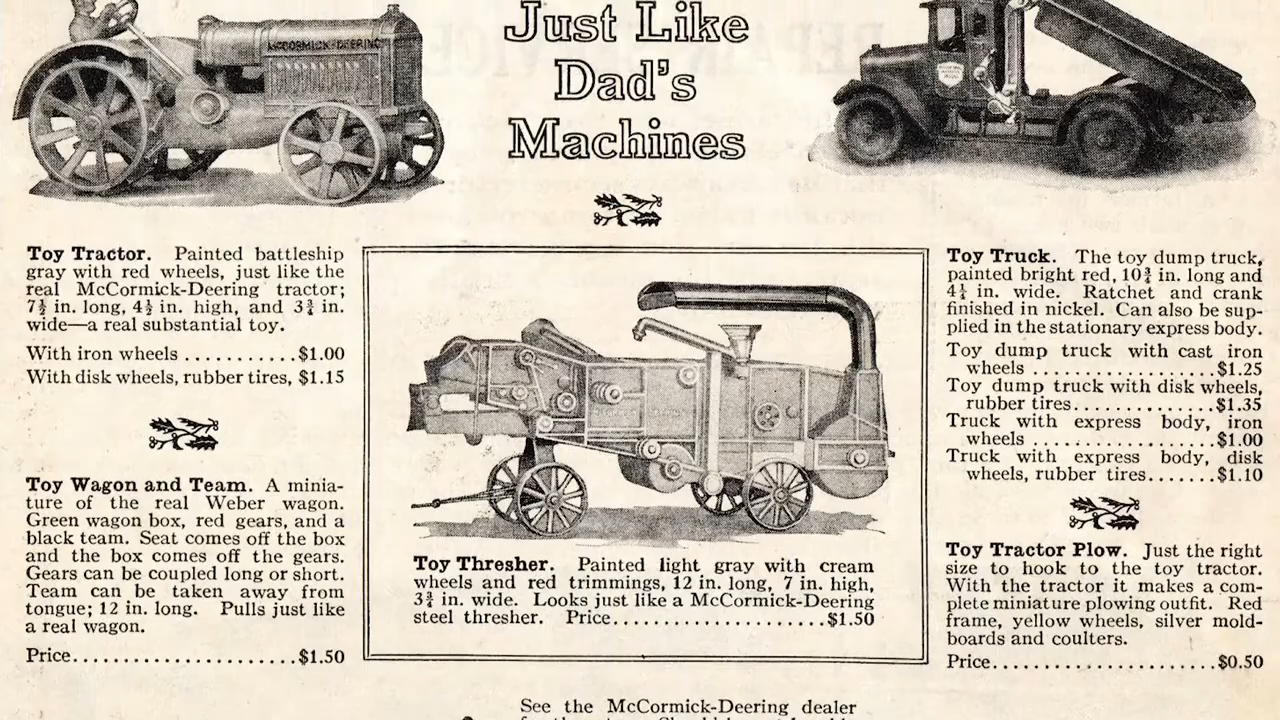 McCORMICK-DEERING
Just Like
Dad's
Machines
Toy Tractor. Painted battleship
gray with red wheels, just like the
real McCormick-Deering tractor;
7½ in. long, 4½ in. high, and 3¾ in.
wide—a real substantial toy.
With iron wheels ..........$1.00
With disk wheels, rubber tires, $1.15
Toy Wagon and Team. A minia-
ture of the real Weber wagon.
Green wagon box, red gears, and a
black team. Seat comes off the box
and the box comes off the gears.
Gears can be coupled long or short.
Team can be taken away from
tongue; 12 in. long. Pulls just like
a real wagon.
Price......................$1.50
Toy Thresher. Painted light gray with cream
wheels and red trimmings, 12 in. long, 7 in. high,
3¾ in. wide. Looks just like a McCormick-Deering
steel thresher. Price.....................$1.50
Toy Truck. The toy dump truck,
painted bright red, 10¾ in. long and
4¼ in. wide. Ratchet and crank
finished in nickel. Can also be sup-
plied in the stationary express body.
Toy dump truck with cast iron
wheels ..................$1.25
Toy dump truck with disk wheels,
rubber tires..............$1.35
Truck with express body, iron
wheels ..................$1.00
Truck with express body, disk
wheels, rubber tires.......$1.10
Toy Tractor Plow. Just the right
size to hook to the toy tractor.
With the tractor it makes a com-
plete miniature plowing outfit. Red
frame, yellow wheels, silver mold-
boards and coulters.
Price......................$0.50
See the McCormick-Deering dealer